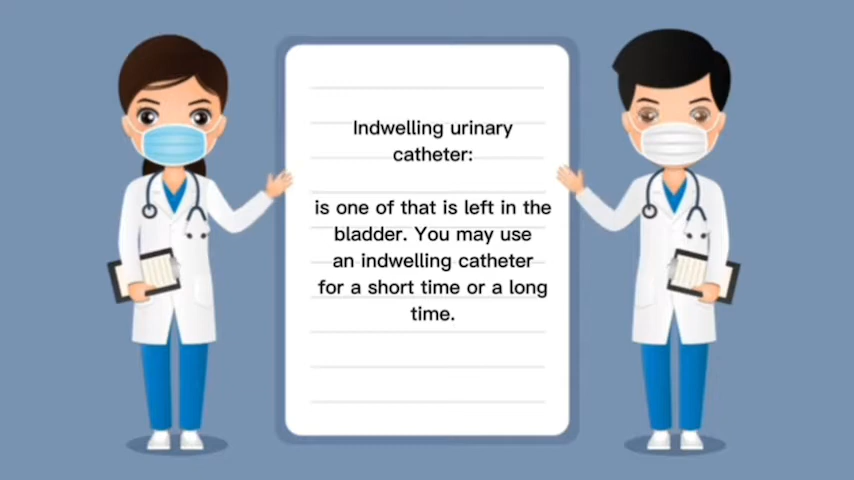 Indwelling urinary
catheter:
is one of that is left in the
bladder. You may use
an indwelling catheter
for a short time or a long
time.